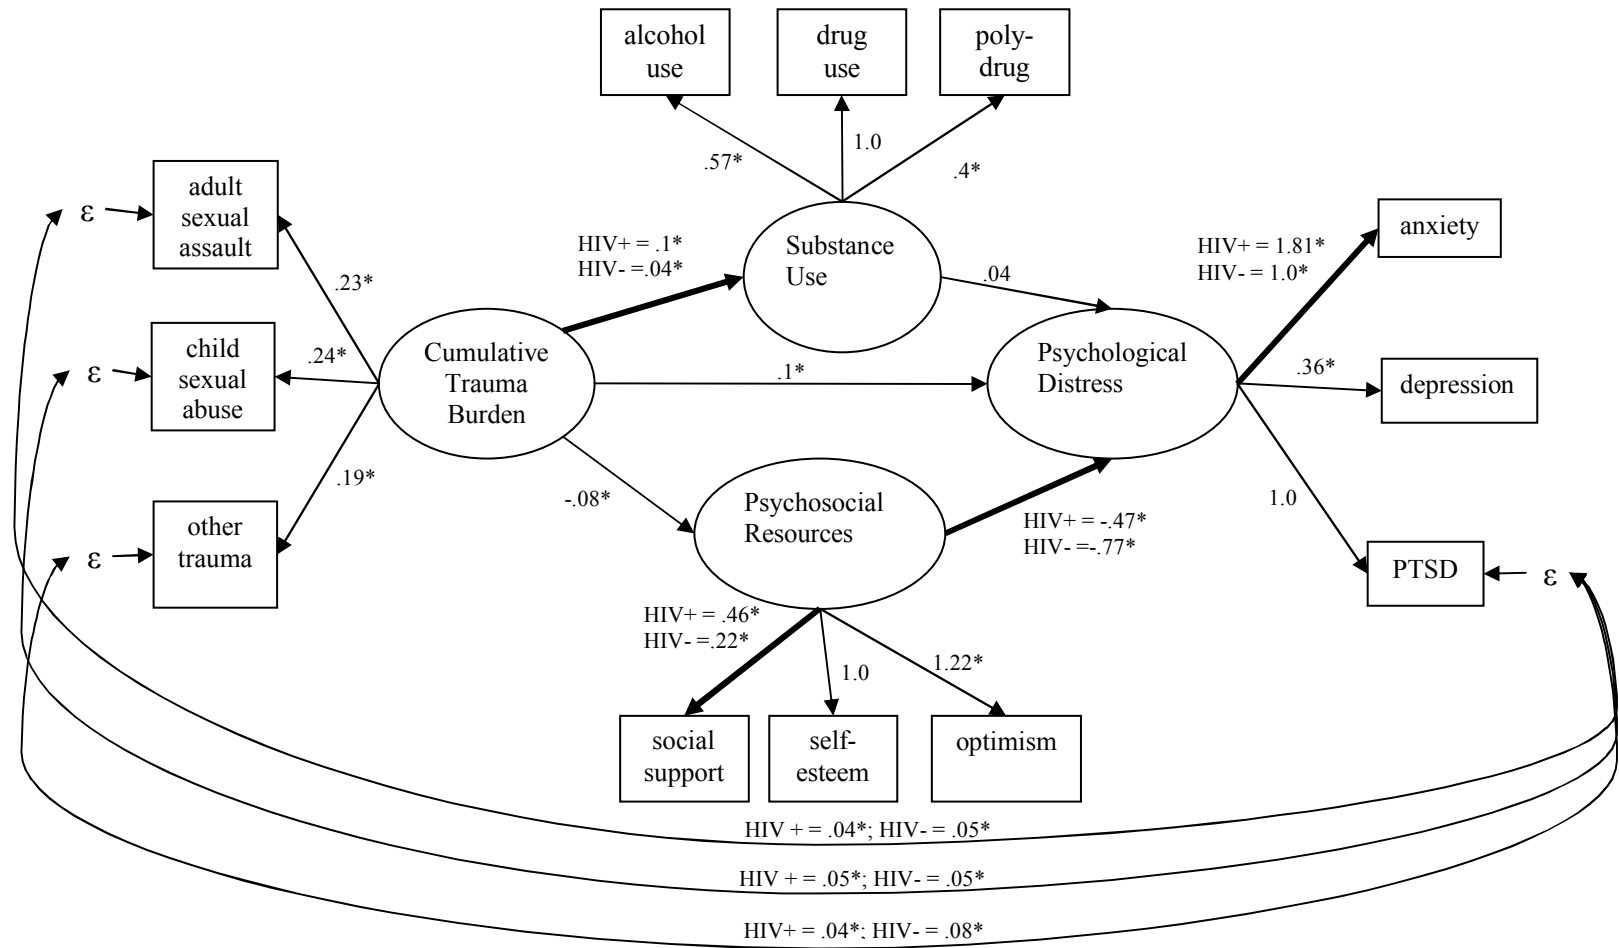 alcohol
use
drug
use
poly-
drug
.57*
1.0
.4*
adult
sexual
assault
ε
HIV+ = .1*
HIV- =.04*
Substance
Use
anxiety
HIV+ = 1.81*
HIV- = 1.0*
.23*
.04
child
sexual
abuse
ε
.24*
Cumulative
Trauma
Burden
.1*
Psychological
Distress
.36*
depression
.19*
-.08*
Psychosocial
Resources
1.0
other
trauma
ε
HIV+ = -.47*
HIV- =-.77*
PTSD
ε
HIV+ = .46*
HIV- =.22*
1.0
1.22*
social
support
self-
esteem
optimism
HIV + = .04*; HIV- = .05*
HIV + = .05*; HIV- = .05*
HIV+ = .04*; HIV- = .08*